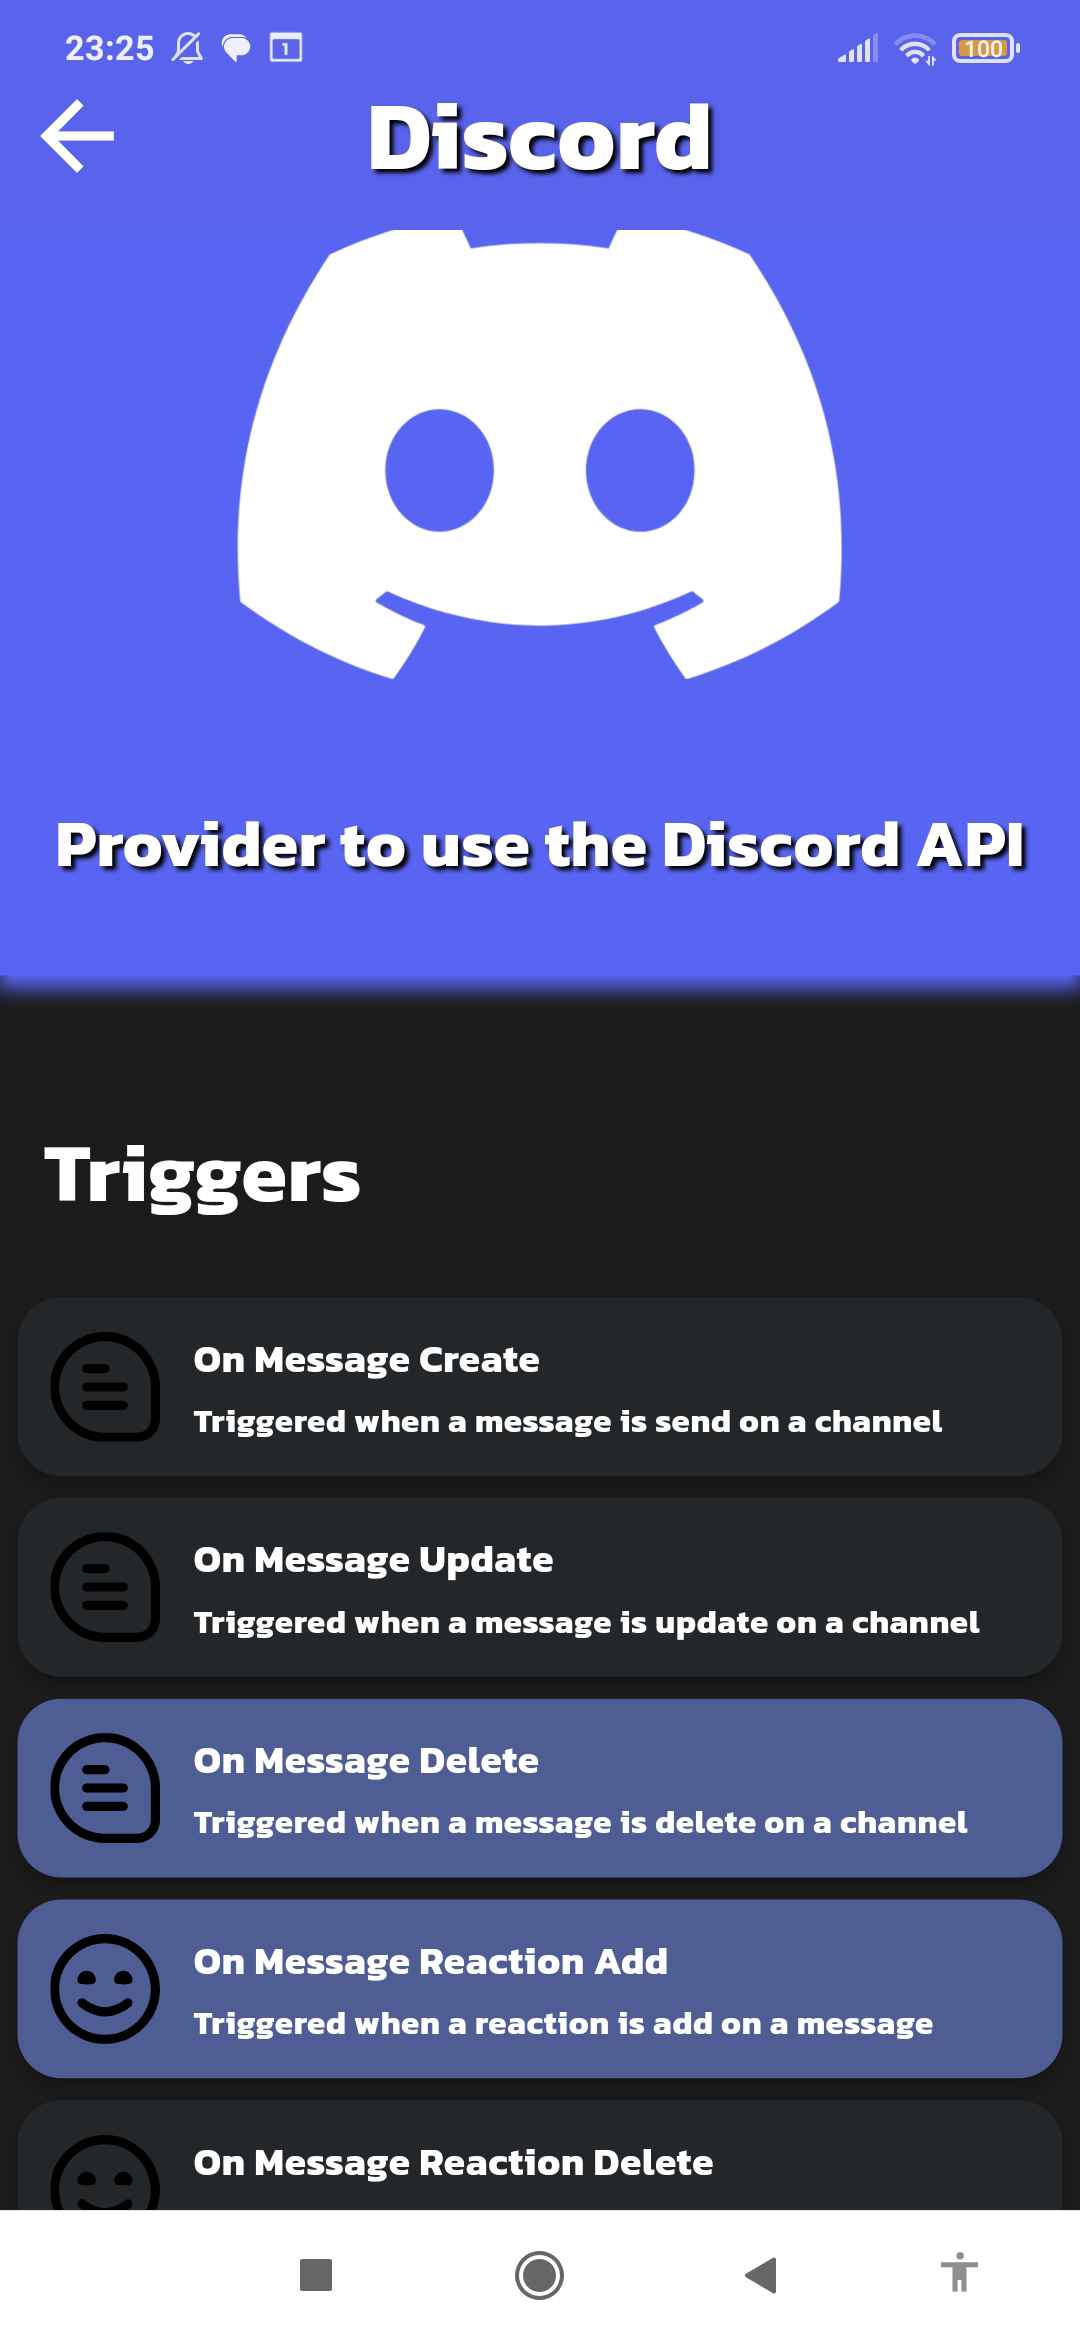 23:25
1
100
Discord
Provider to use the Discord API
Triggers
On Message Create
Triggered when a message is send on a channel
On Message Update
Triggered when a message is update on a channel
On Message Delete
Triggered when a message is delete on a channel
On Message Reaction Add
Triggered when a reaction is add on a message
On Message Reaction Delete